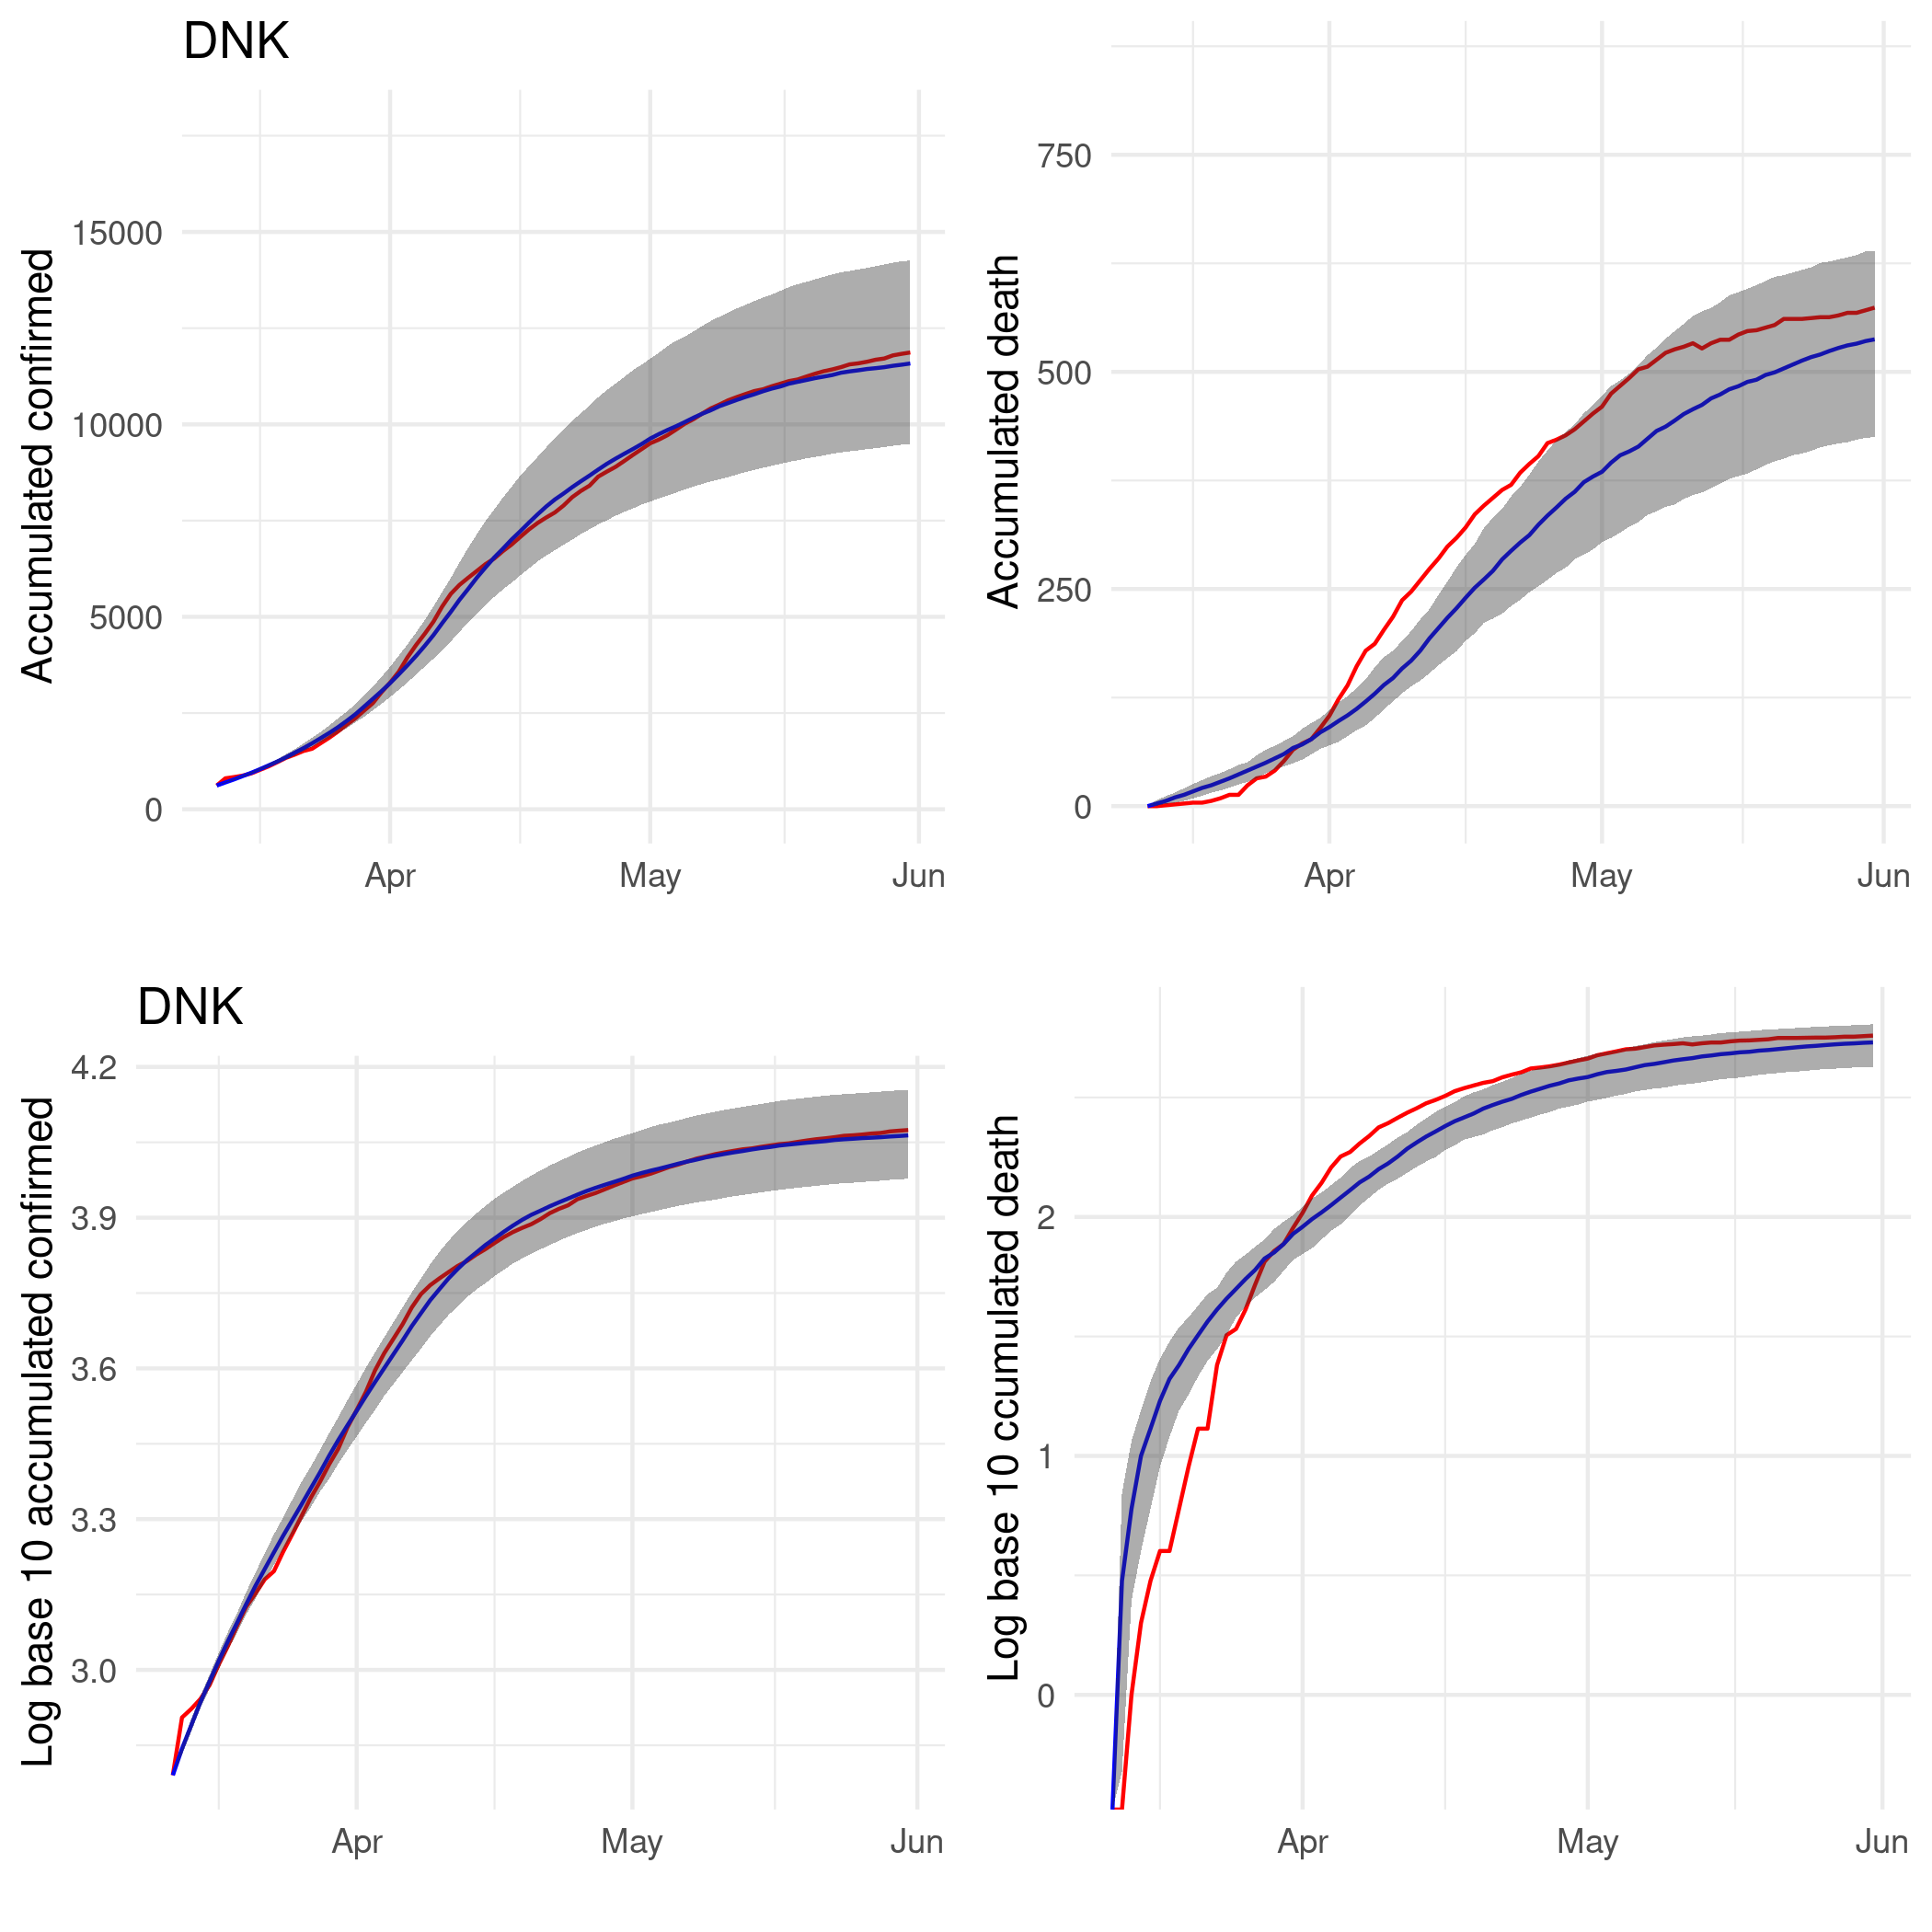 DNK
Accumulated confirmed
15000
10000
5000
0
Apr May Jun
Accumulated death
750
500
250
0
Apr May Jun
DNK
Log base 10 accumulated confirmed
4.2
3.9
3.6
3.3
3.0
Apr May Jun
Log base 10 ccumulated death
2
1
0
Apr May Jun